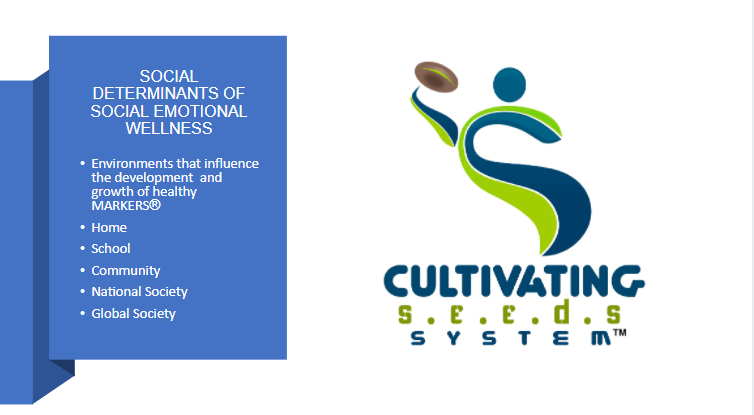 SOCIAL
DETERMINANTS OF
SOCIAL EMOTIONAL
WELLNESS
• Environments that influence
the development and
growth of healthy
MARKERS®
• Home
• School
• Community
• National Society
• Global Society
CULTIVATING
s.e.e.d.s
SYSTEM™